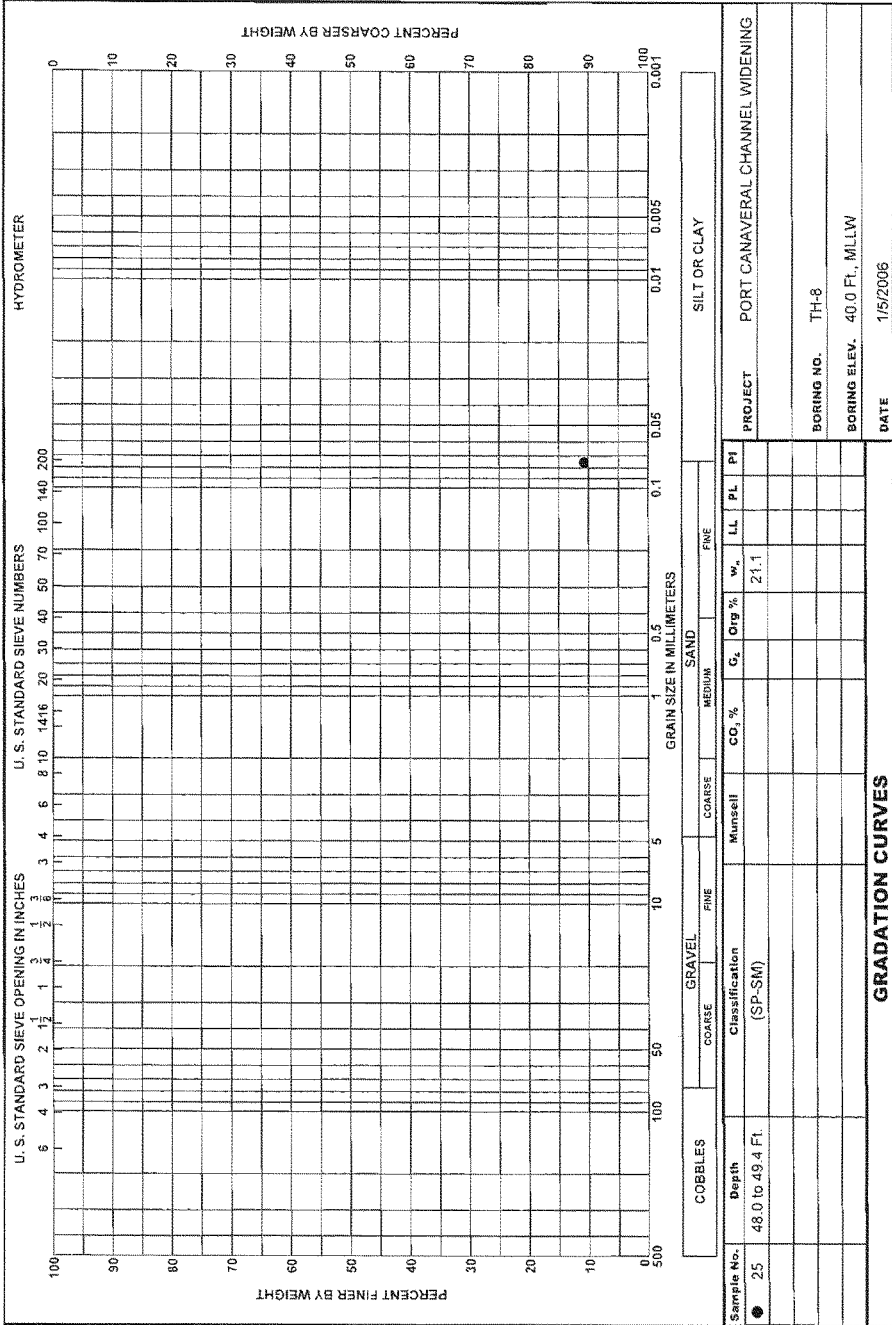 U. S. STANDARD SIEVE OPENING IN INCHES
U. S. STANDARD SIEVE NUMBERS
HYDROMETER
6 4 3 2 1 1/2 1 3/4 1/2 3/8 3 4 6 8 10 1416 20 30 40 50 70 100 140 200
PERCENT FINER BY WEIGHT
100
90
80
70
60
50
40
30
20
10
0
PERCENT COARSER BY WEIGHT
0
10
20
30
40
50
60
70
80
90
100
500 100 50 10 5 1 0.5 0.1 0.05 0.01 0.005 0.001
GRAIN SIZE IN MILLIMETERS
COBBLES
GRAVEL
COARSE
FINE
SAND
COARSE
MEDIUM
FINE
SILT OR CLAY
Sample No. Depth Classification Munsell CO₃ % Gs Org % wn LL PL PI
25 48.0 to 49.4 Ft. (SP-SM) 21.1
PROJECT PORT CANAVERAL CHANNEL WIDENING
BORING NO. TH-8
BORING ELEV. 40.0 Ft., MLLW
DATE 1/5/2006
GRADATION CURVES